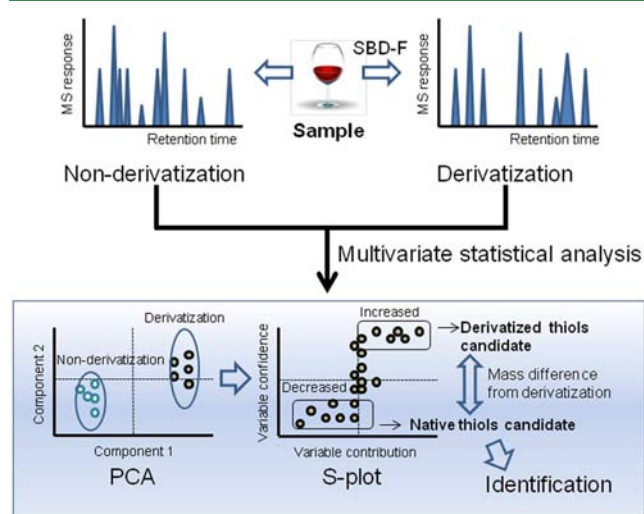 MS response
Retention time
Non-derivatization
SBD-F
Sample
MS response
Retention time
Derivatization
Multivariate statistical analysis
Component 2
Non-derivatization
Derivatization
Component 1
PCA
Variable confidence
Increased
Decreased
Variable contribution
S-plot
Derivatized thiols
candidate
Mass difference
from derivatization
Native thiols candidate
Identification